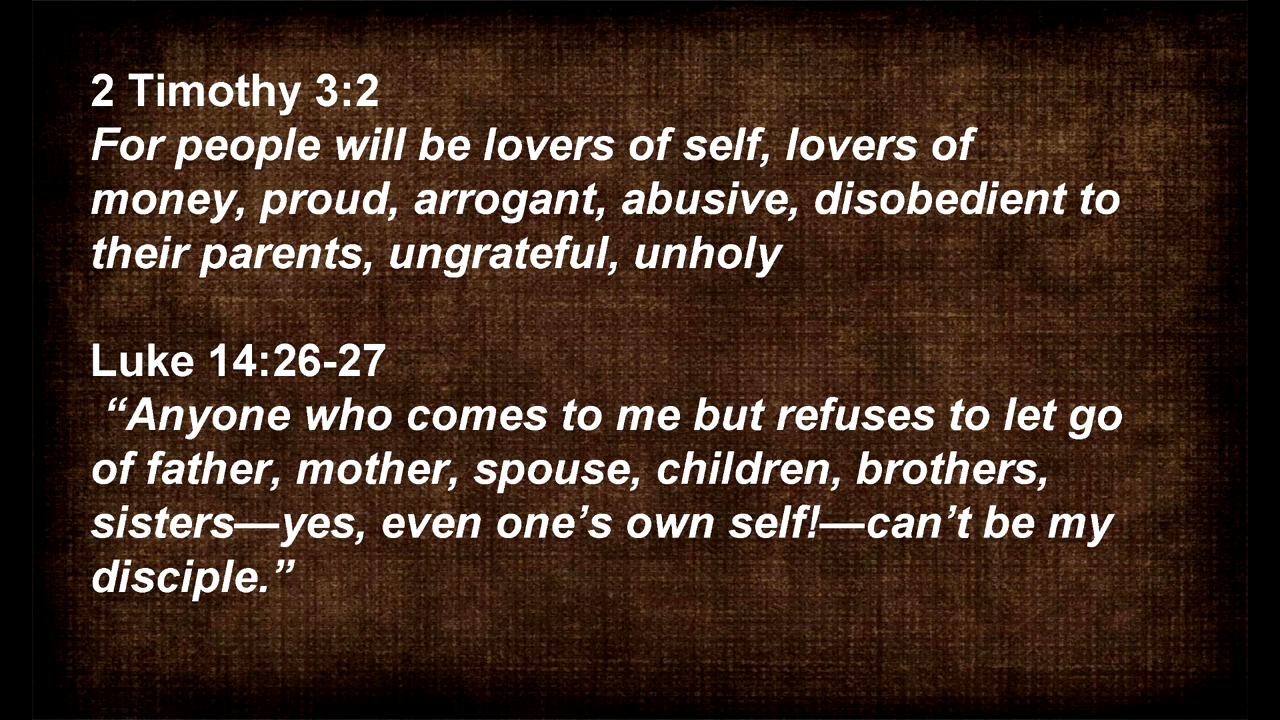 2 Timothy 3:2
For people will be lovers of self, lovers of
money, proud, arrogant, abusive, disobedient to
their parents, ungrateful, unholy
Luke 14:26-27
“Anyone who comes to me but refuses to let go
of father, mother, spouse, children, brothers,
sisters—yes, even one’s own self!—can’t be my
disciple.”